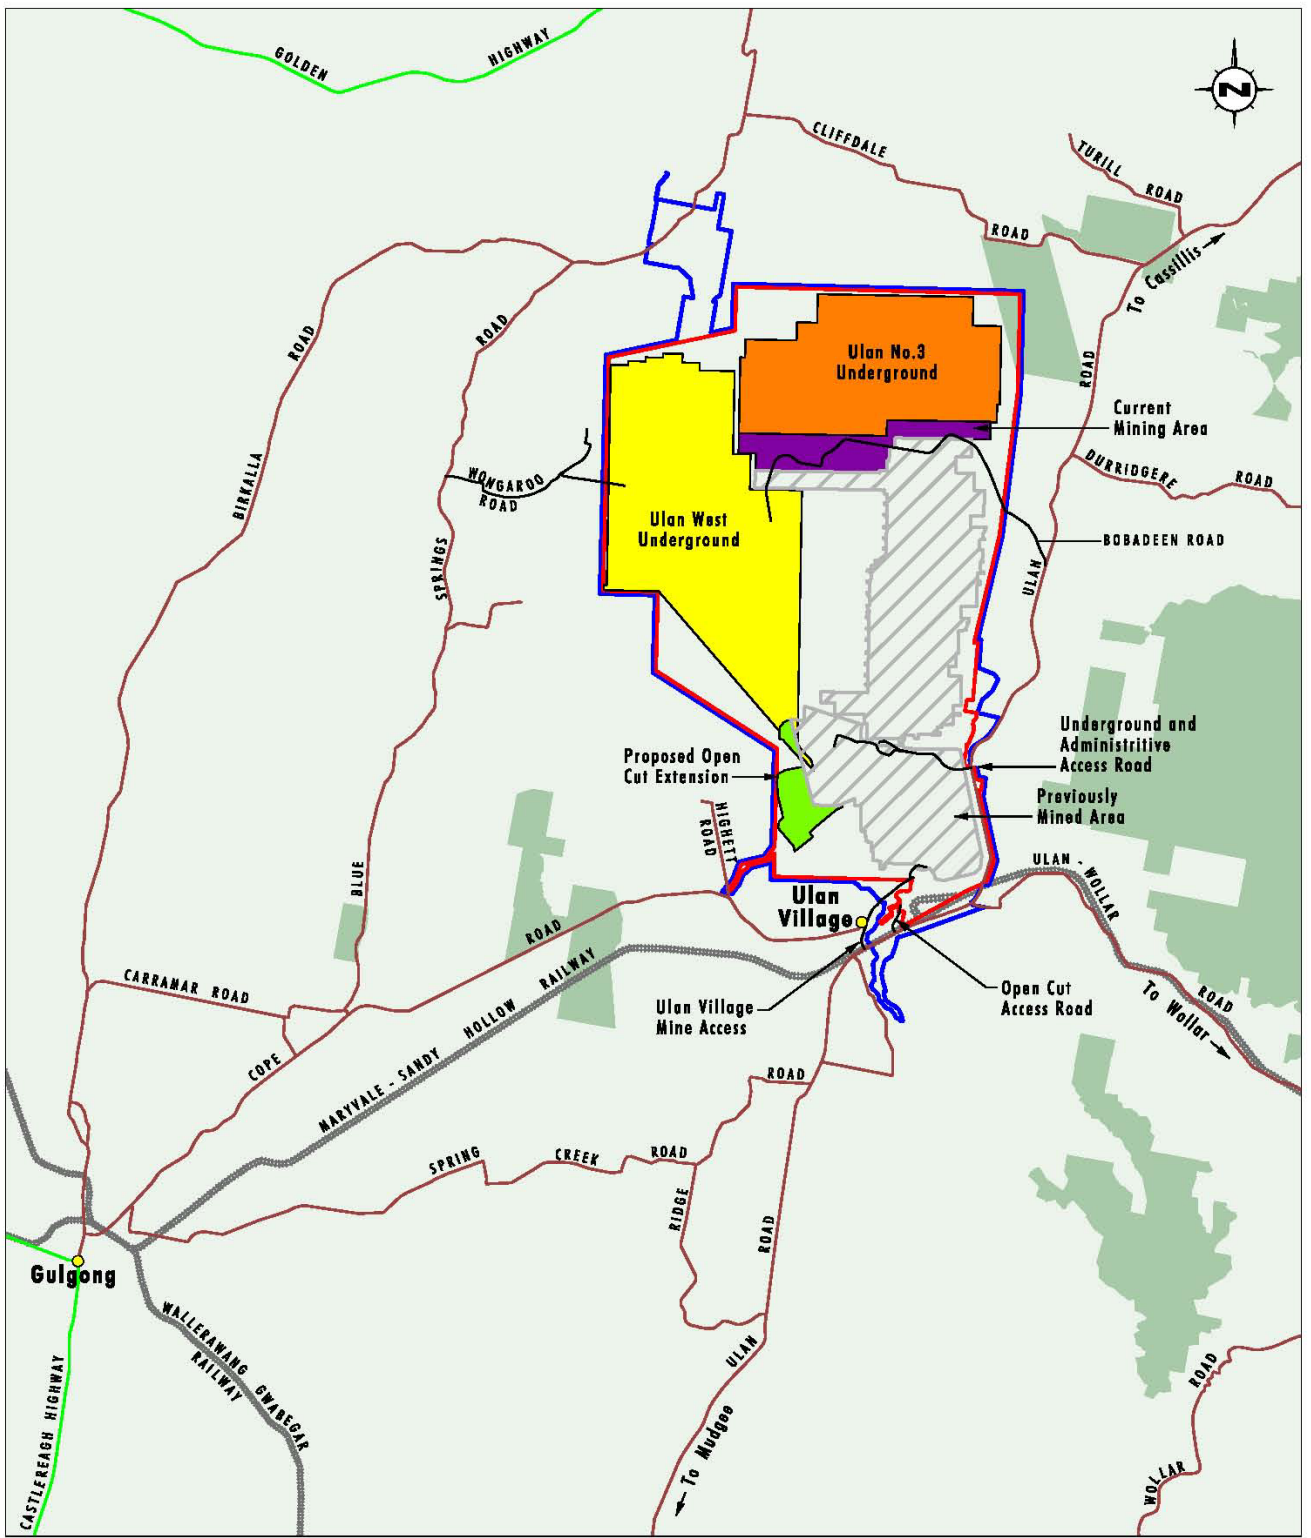 GOLDEN
HIGHWAY
N
CLIFFDALE
ROAD
TURILL
ROAD
To Cassillis
ROAD
ROAD
BIRKALLA
ROAD
SPRINGS
BLUE
WONGAROO
ROAD
Ulan No.3
Underground
Current
Mining Area
DURRIDGERE
ROAD
Ulan West
Underground
BOBADEEN ROAD
ULAN
Proposed Open
Cut Extension
Underground and
Administritive
Access Road
Previously
Mined Area
HIGHETT
ROAD
ULAN - WOLLAR
ROAD
To Wollar
Ulan
Village
Ulan Village
Mine Access
Open Cut
Access Road
CARRAMAR ROAD
COPE
ROAD
MARYVALE - SANDY HOLLOW RAILWAY
SPRING
CREEK
ROAD
ROAD
RIDGE
ROAD
ULAN
To Mudgee
Gulgong
CASTLEREAGH HIGHWAY
WALLERAWANG GWABEGAR
RAILWAY
ROAD
WOLLAR